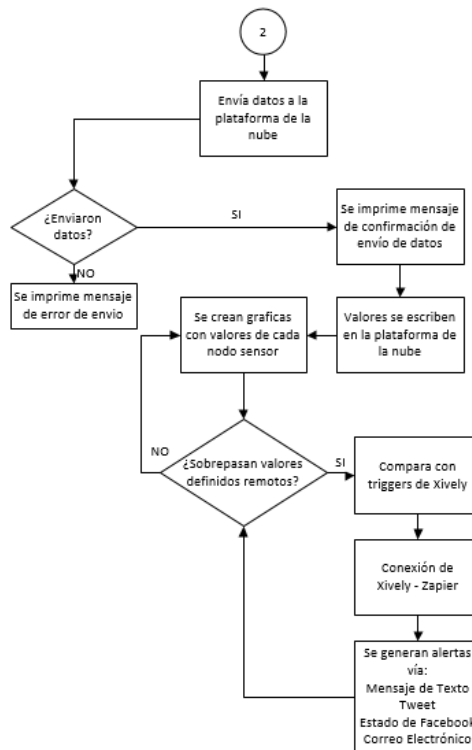 2
Envía datos a la
plataforma de la
nube
¿Enviaron
datos?
SI
Se imprime mensaje
de confirmación de
envío de datos
NO
Se imprime mensaje
de error de envio
Se crean graficas
con valores de cada
nodo sensor
Valores se escriben
en la plataforma de
la nube
NO
¿Sobrepasan valores
definidos remotos?
SI
Compara con
triggers de Xively
Conexión de
Xively - Zapier
Se generan alertas
vía:
Mensaje de Texto
Tweet
Estado de Facebook
Correo Electrónico